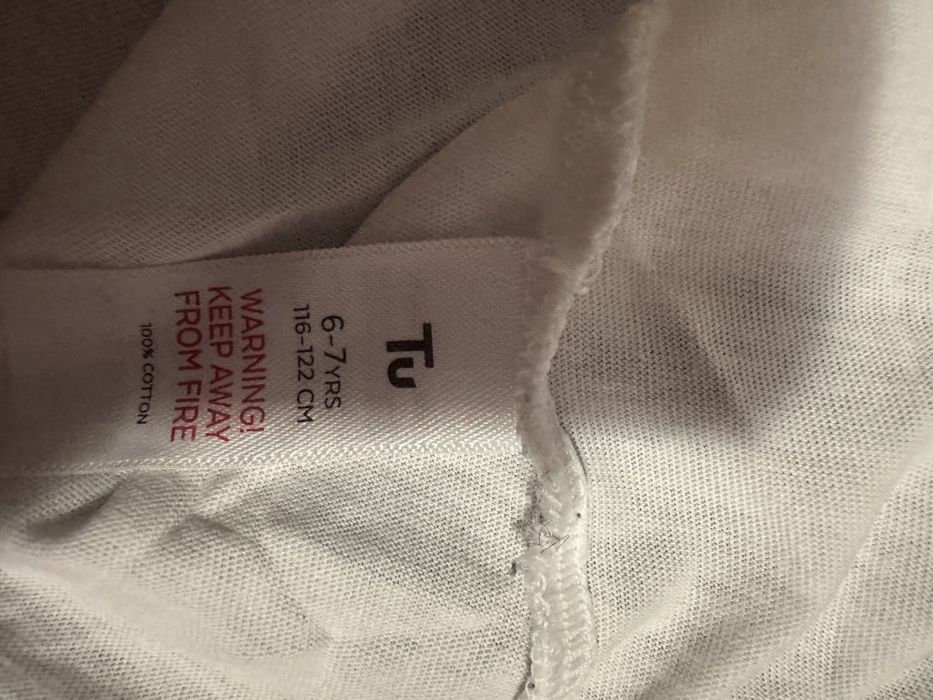 Tu
6-7YRS
116-122 CM
WARNING!
KEEP AWAY
FROM FIRE
100% COTTON